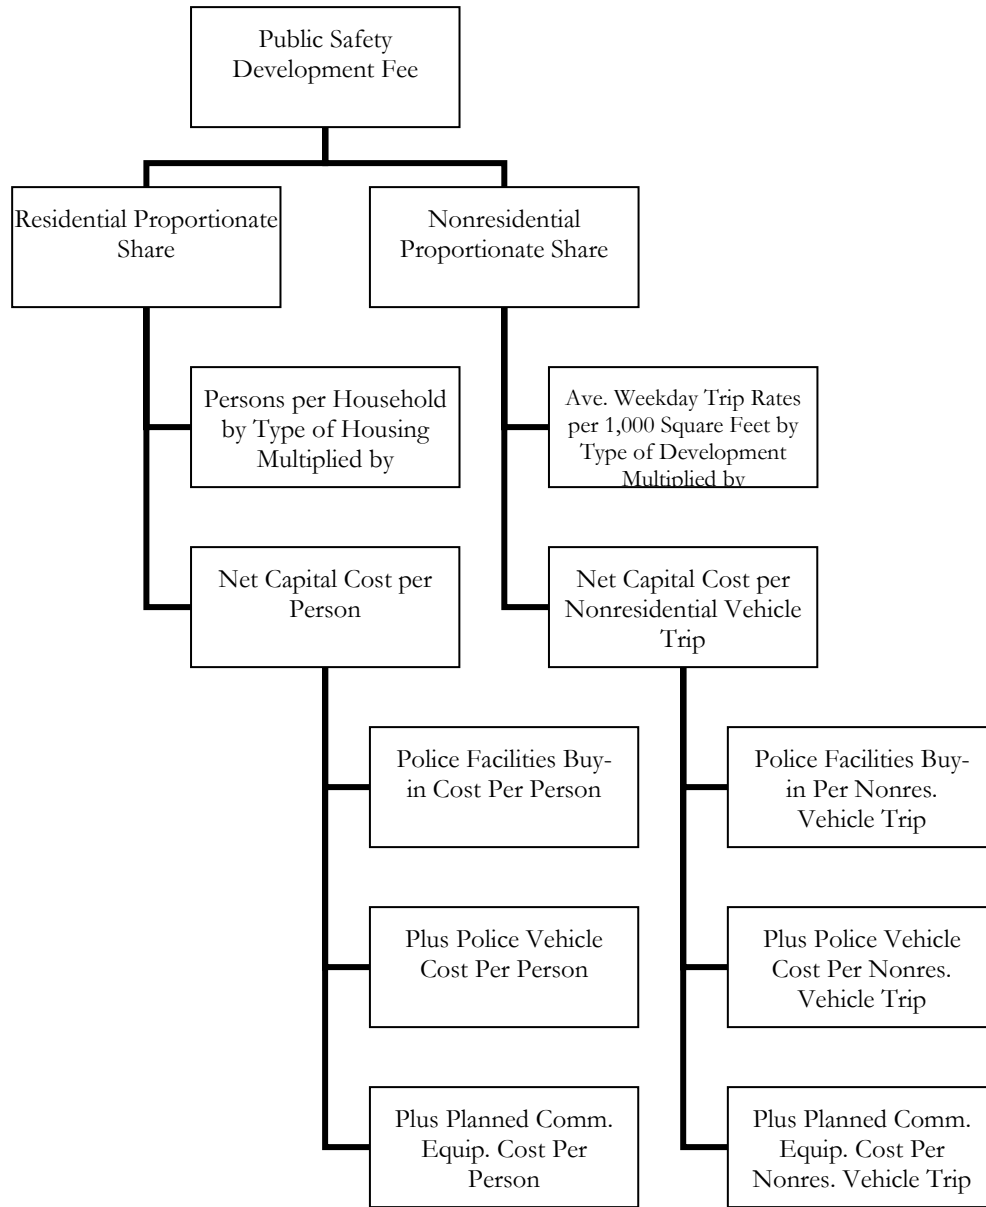 Public Safety
Development Fee
Residential Proportionate
Share
Nonresidential
Proportionate Share
Persons per Household
by Type of Housing
Multiplied by
Ave. Weekday Trip Rates
per 1,000 Square Feet by
Type of Development
Multiplied by
Net Capital Cost per
Person
Net Capital Cost per
Nonresidential Vehicle
Trip
Police Facilities Buy-
in Cost Per Person
Police Facilities Buy-
in Per Nonres.
Vehicle Trip
Plus Police Vehicle
Cost Per Person
Plus Police Vehicle
Cost Per Nonres.
Vehicle Trip
Plus Planned Comm.
Equip. Cost Per
Person
Plus Planned Comm.
Equip. Cost Per
Nonres. Vehicle Trip